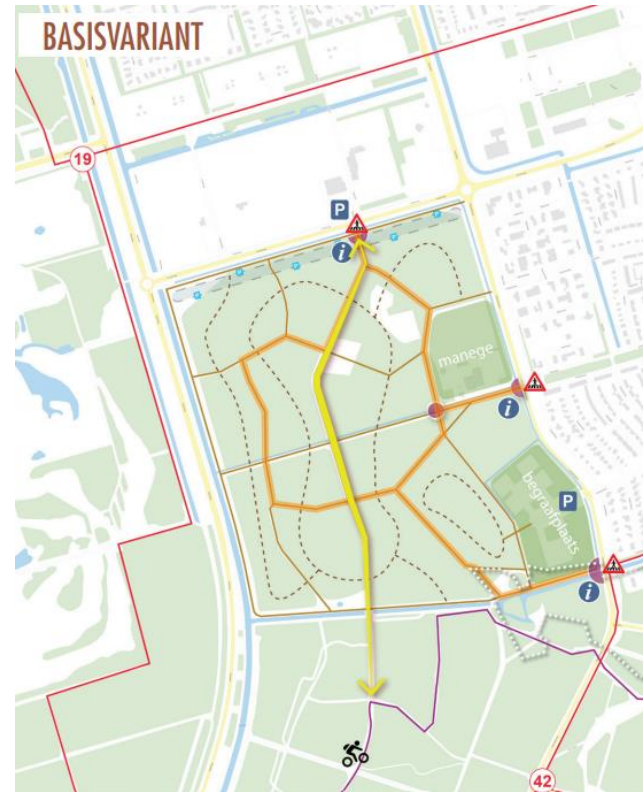 BASISVARIANT
19
P
i
manege
i
P
begraafplaats
i
42